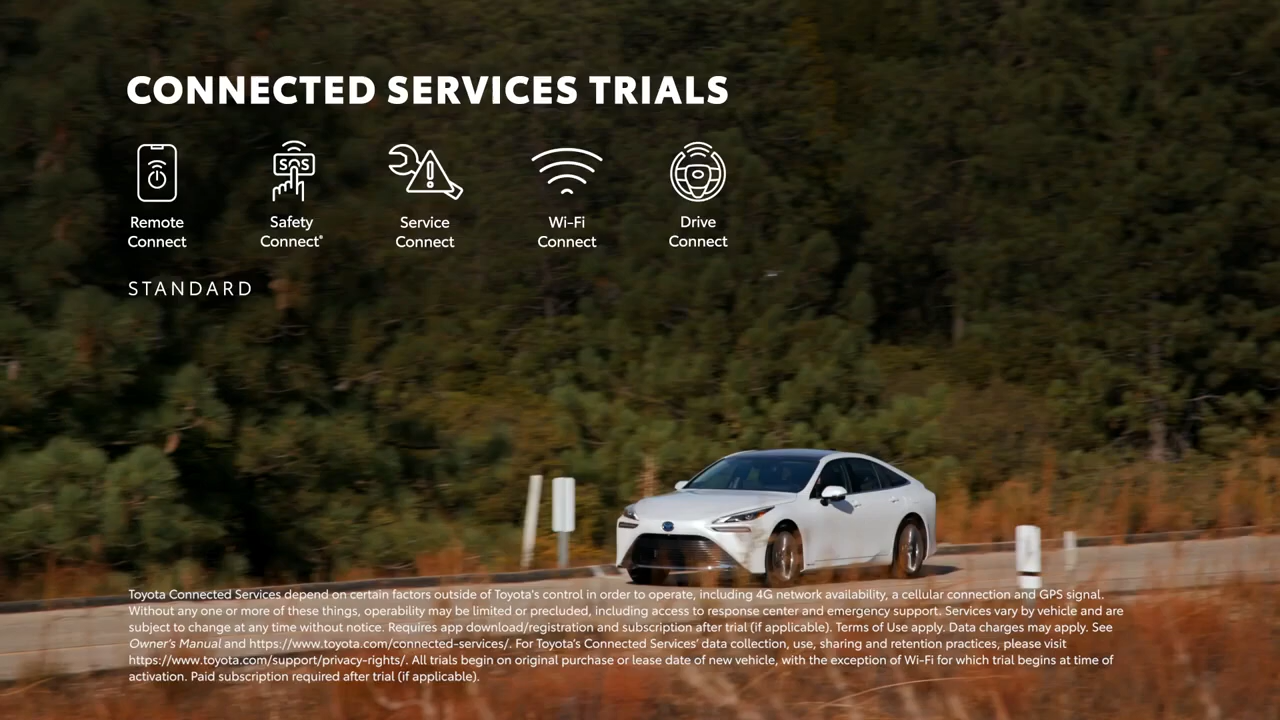 CONNECTED SERVICES TRIALS
SOS
Remote Connect
Safety Connect®
Service Connect
Wi-Fi Connect
Drive Connect
STANDARD
Toyota Connected Services depend on certain factors outside of Toyota's control in order to operate, including 4G network availability, a cellular connection and GPS signal.
Without any one or more of these things, operability may be limited or precluded, including access to response center and emergency support. Services vary by vehicle and are
subject to change at any time without notice. Requires app download/registration and subscription after trial (if applicable). Terms of Use apply. Data charges may apply. See
Owner's Manual and https://www.toyota.com/connected-services/. For Toyota's Connected Services' data collection, use, sharing and retention practices, please visit
https://www.toyota.com/support/privacy-rights/. All trials begin on original purchase or lease date of new vehicle, with the exception of Wi-Fi for which trial begins at time of
activation. Paid subscription required after trial (if applicable).